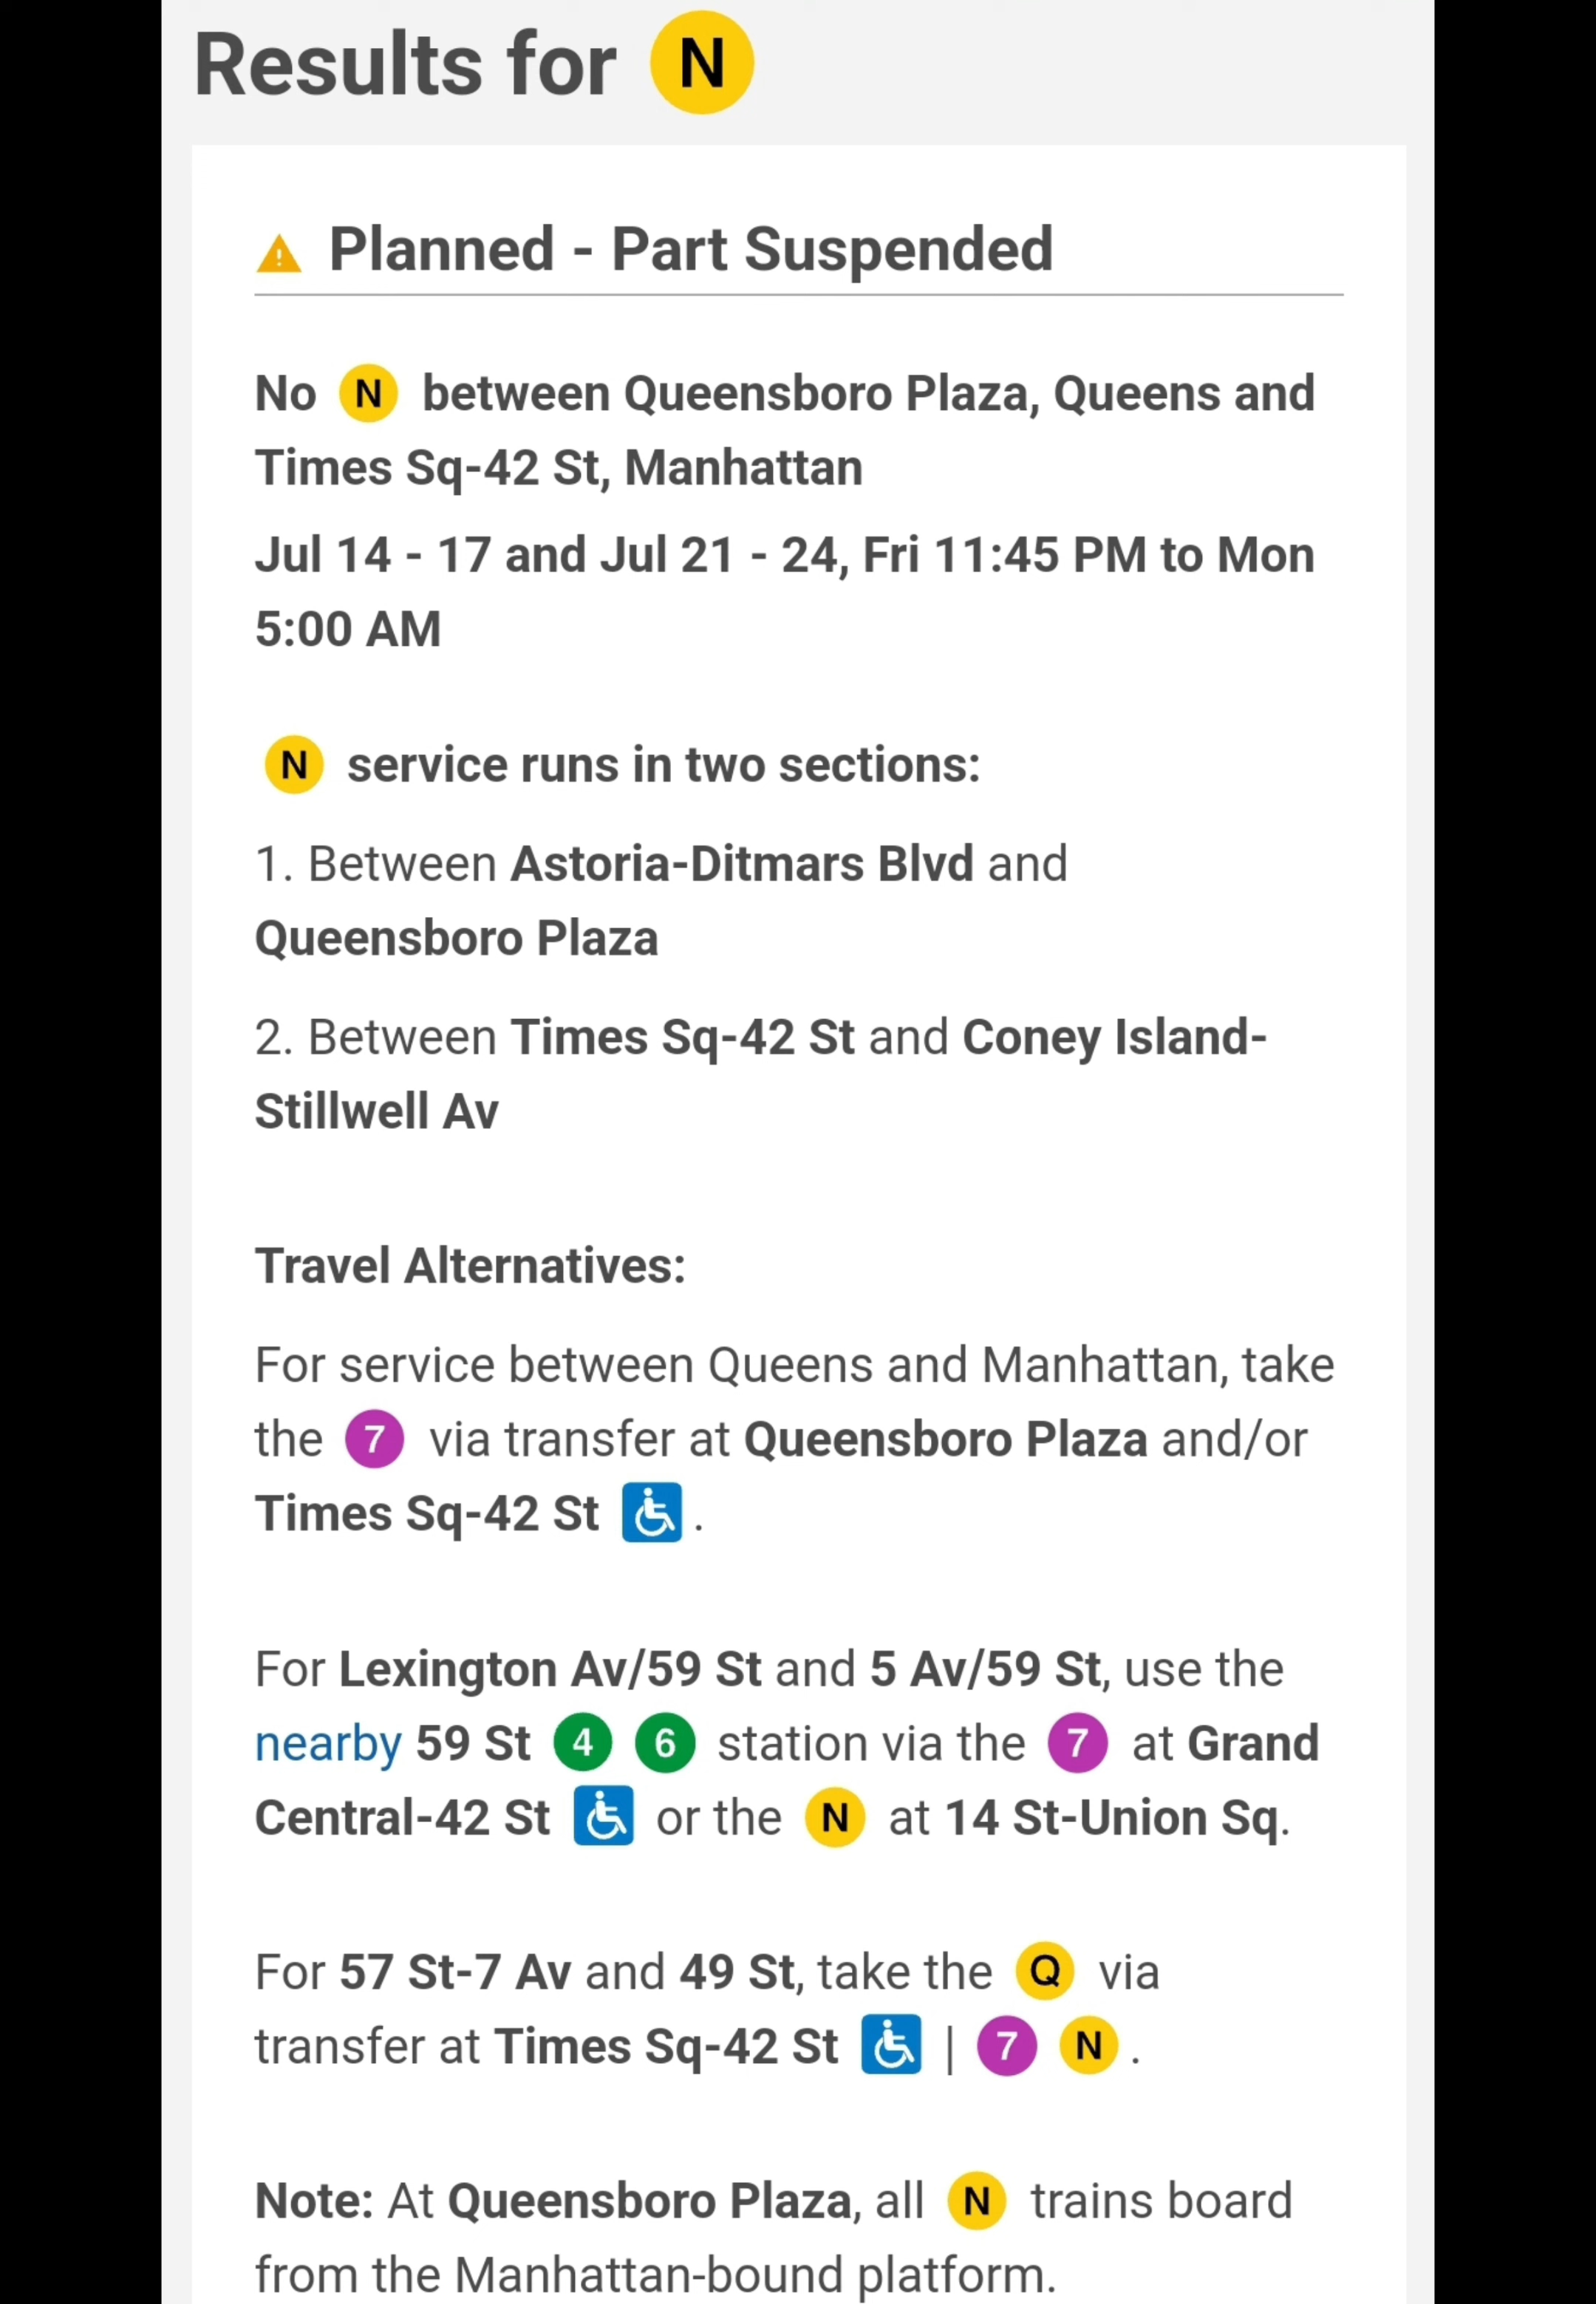 Results for N
Planned - Part Suspended
No N between Queensboro Plaza, Queens and
Times Sq-42 St, Manhattan
Jul 14 - 17 and Jul 21 - 24, Fri 11:45 PM to Mon
5:00 AM
N service runs in two sections:
1. Between Astoria-Ditmars Blvd and
Queensboro Plaza
2. Between Times Sq-42 St and Coney Island-
Stillwell Av
Travel Alternatives:
For service between Queens and Manhattan, take
the 7 via transfer at Queensboro Plaza and/or
Times Sq-42 St .
For Lexington Av/59 St and 5 Av/59 St, use the
nearby 59 St 4 6 station via the 7 at Grand
Central-42 St or the N at 14 St-Union Sq.
For 57 St-7 Av and 49 St, take the Q via
transfer at Times Sq-42 St | 7 N .
Note: At Queensboro Plaza, all N trains board
from the Manhattan-bound platform.